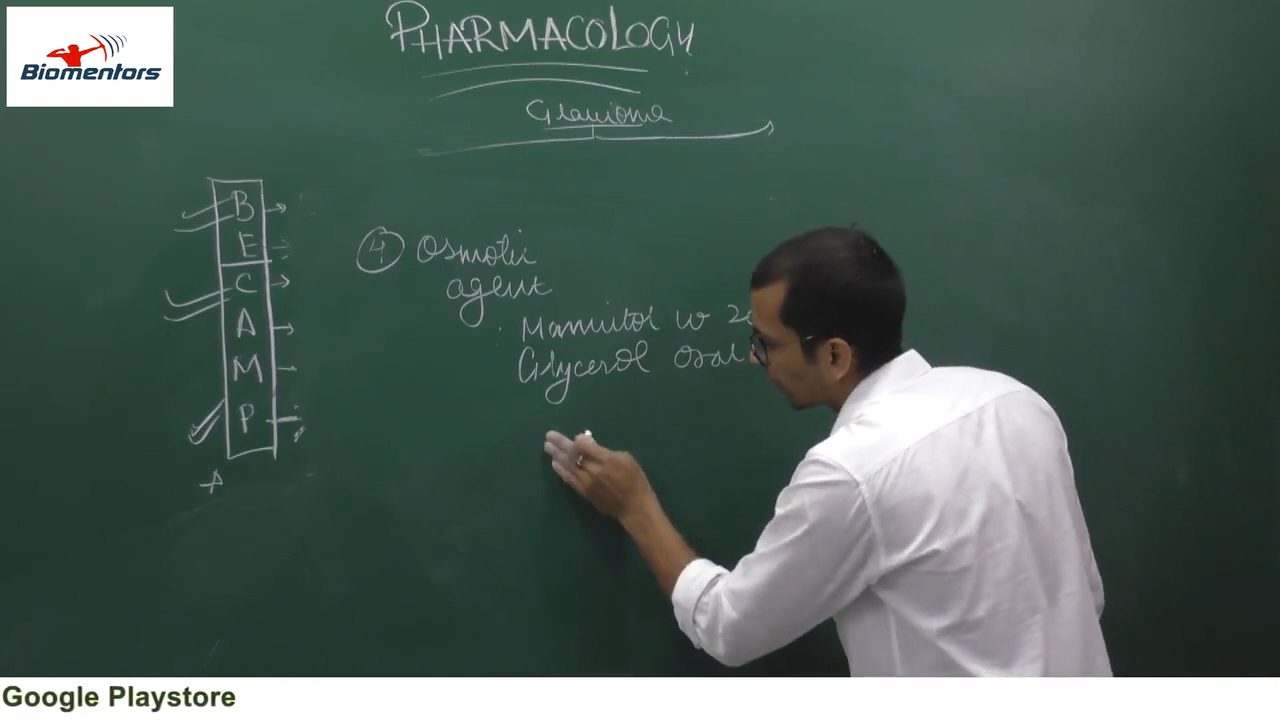 Biomentors
PHARMACOLOGY
Glaucoma
B
E
C
A
M
P
④ Osmotic
agent
Mannitol iv
Glycerol oral
Google Playstore